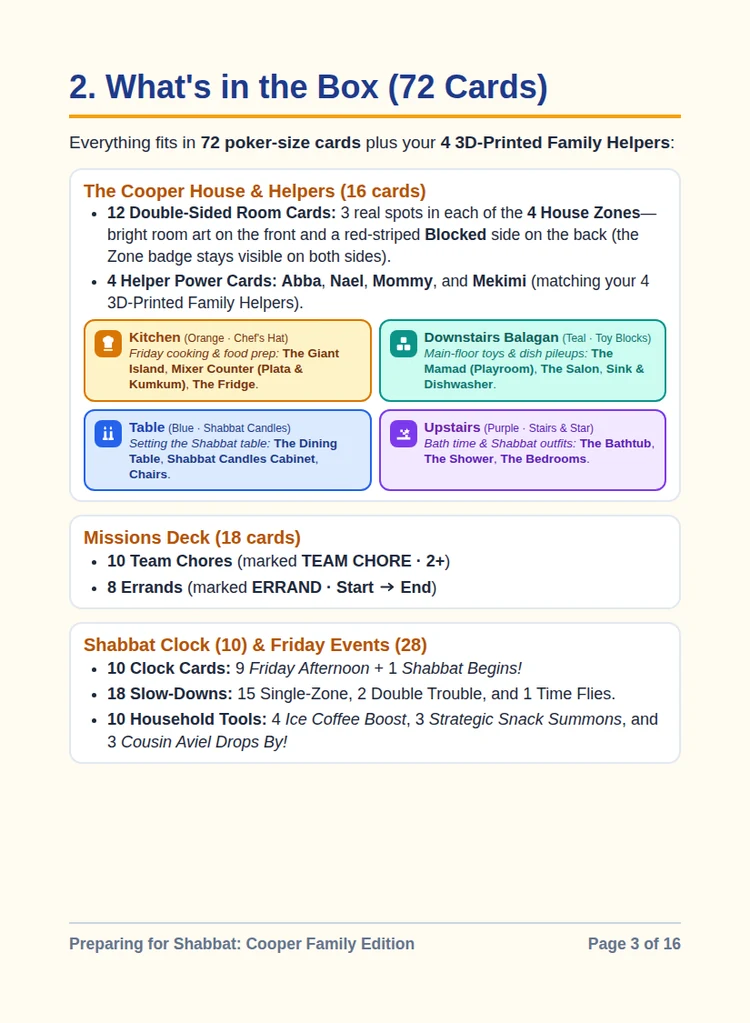 2. What's in the Box (72 Cards)
Everything fits in 72 poker-size cards plus your 4 3D-Printed Family Helpers:
The Cooper House & Helpers (16 cards)
• 12 Double-Sided Room Cards: 3 real spots in each of the 4 House Zones—
bright room art on the front and a red-striped Blocked side on the back (the
Zone badge stays visible on both sides).
• 4 Helper Power Cards: Abba, Nael, Mommy, and Mekimi (matching your 4
3D-Printed Family Helpers).
Kitchen (Orange · Chef's Hat)
Friday cooking & food prep: The Giant
Island, Mixer Counter (Plata &
Kumkum), The Fridge.
Downstairs Balagan (Teal · Toy Blocks)
Main-floor toys & dish pileups: The
Mamad (Playroom), The Salon, Sink &
Dishwasher.
Table (Blue · Shabbat Candles)
Setting the Shabbat table: The Dining
Table, Shabbat Candles Cabinet,
Chairs.
Upstairs (Purple · Stairs & Star)
Bath time & Shabbat outfits: The Bathtub,
The Shower, The Bedrooms.
Missions Deck (18 cards)
• 10 Team Chores (marked TEAM CHORE · 2+)
• 8 Errands (marked ERRAND · Start → End)
Shabbat Clock (10) & Friday Events (28)
• 10 Clock Cards: 9 Friday Afternoon + 1 Shabbat Begins!
• 18 Slow-Downs: 15 Single-Zone, 2 Double Trouble, and 1 Time Flies.
• 10 Household Tools: 4 Ice Coffee Boost, 3 Strategic Snack Summons, and
3 Cousin Aviel Drops By!
Preparing for Shabbat: Cooper Family Edition
Page 3 of 16